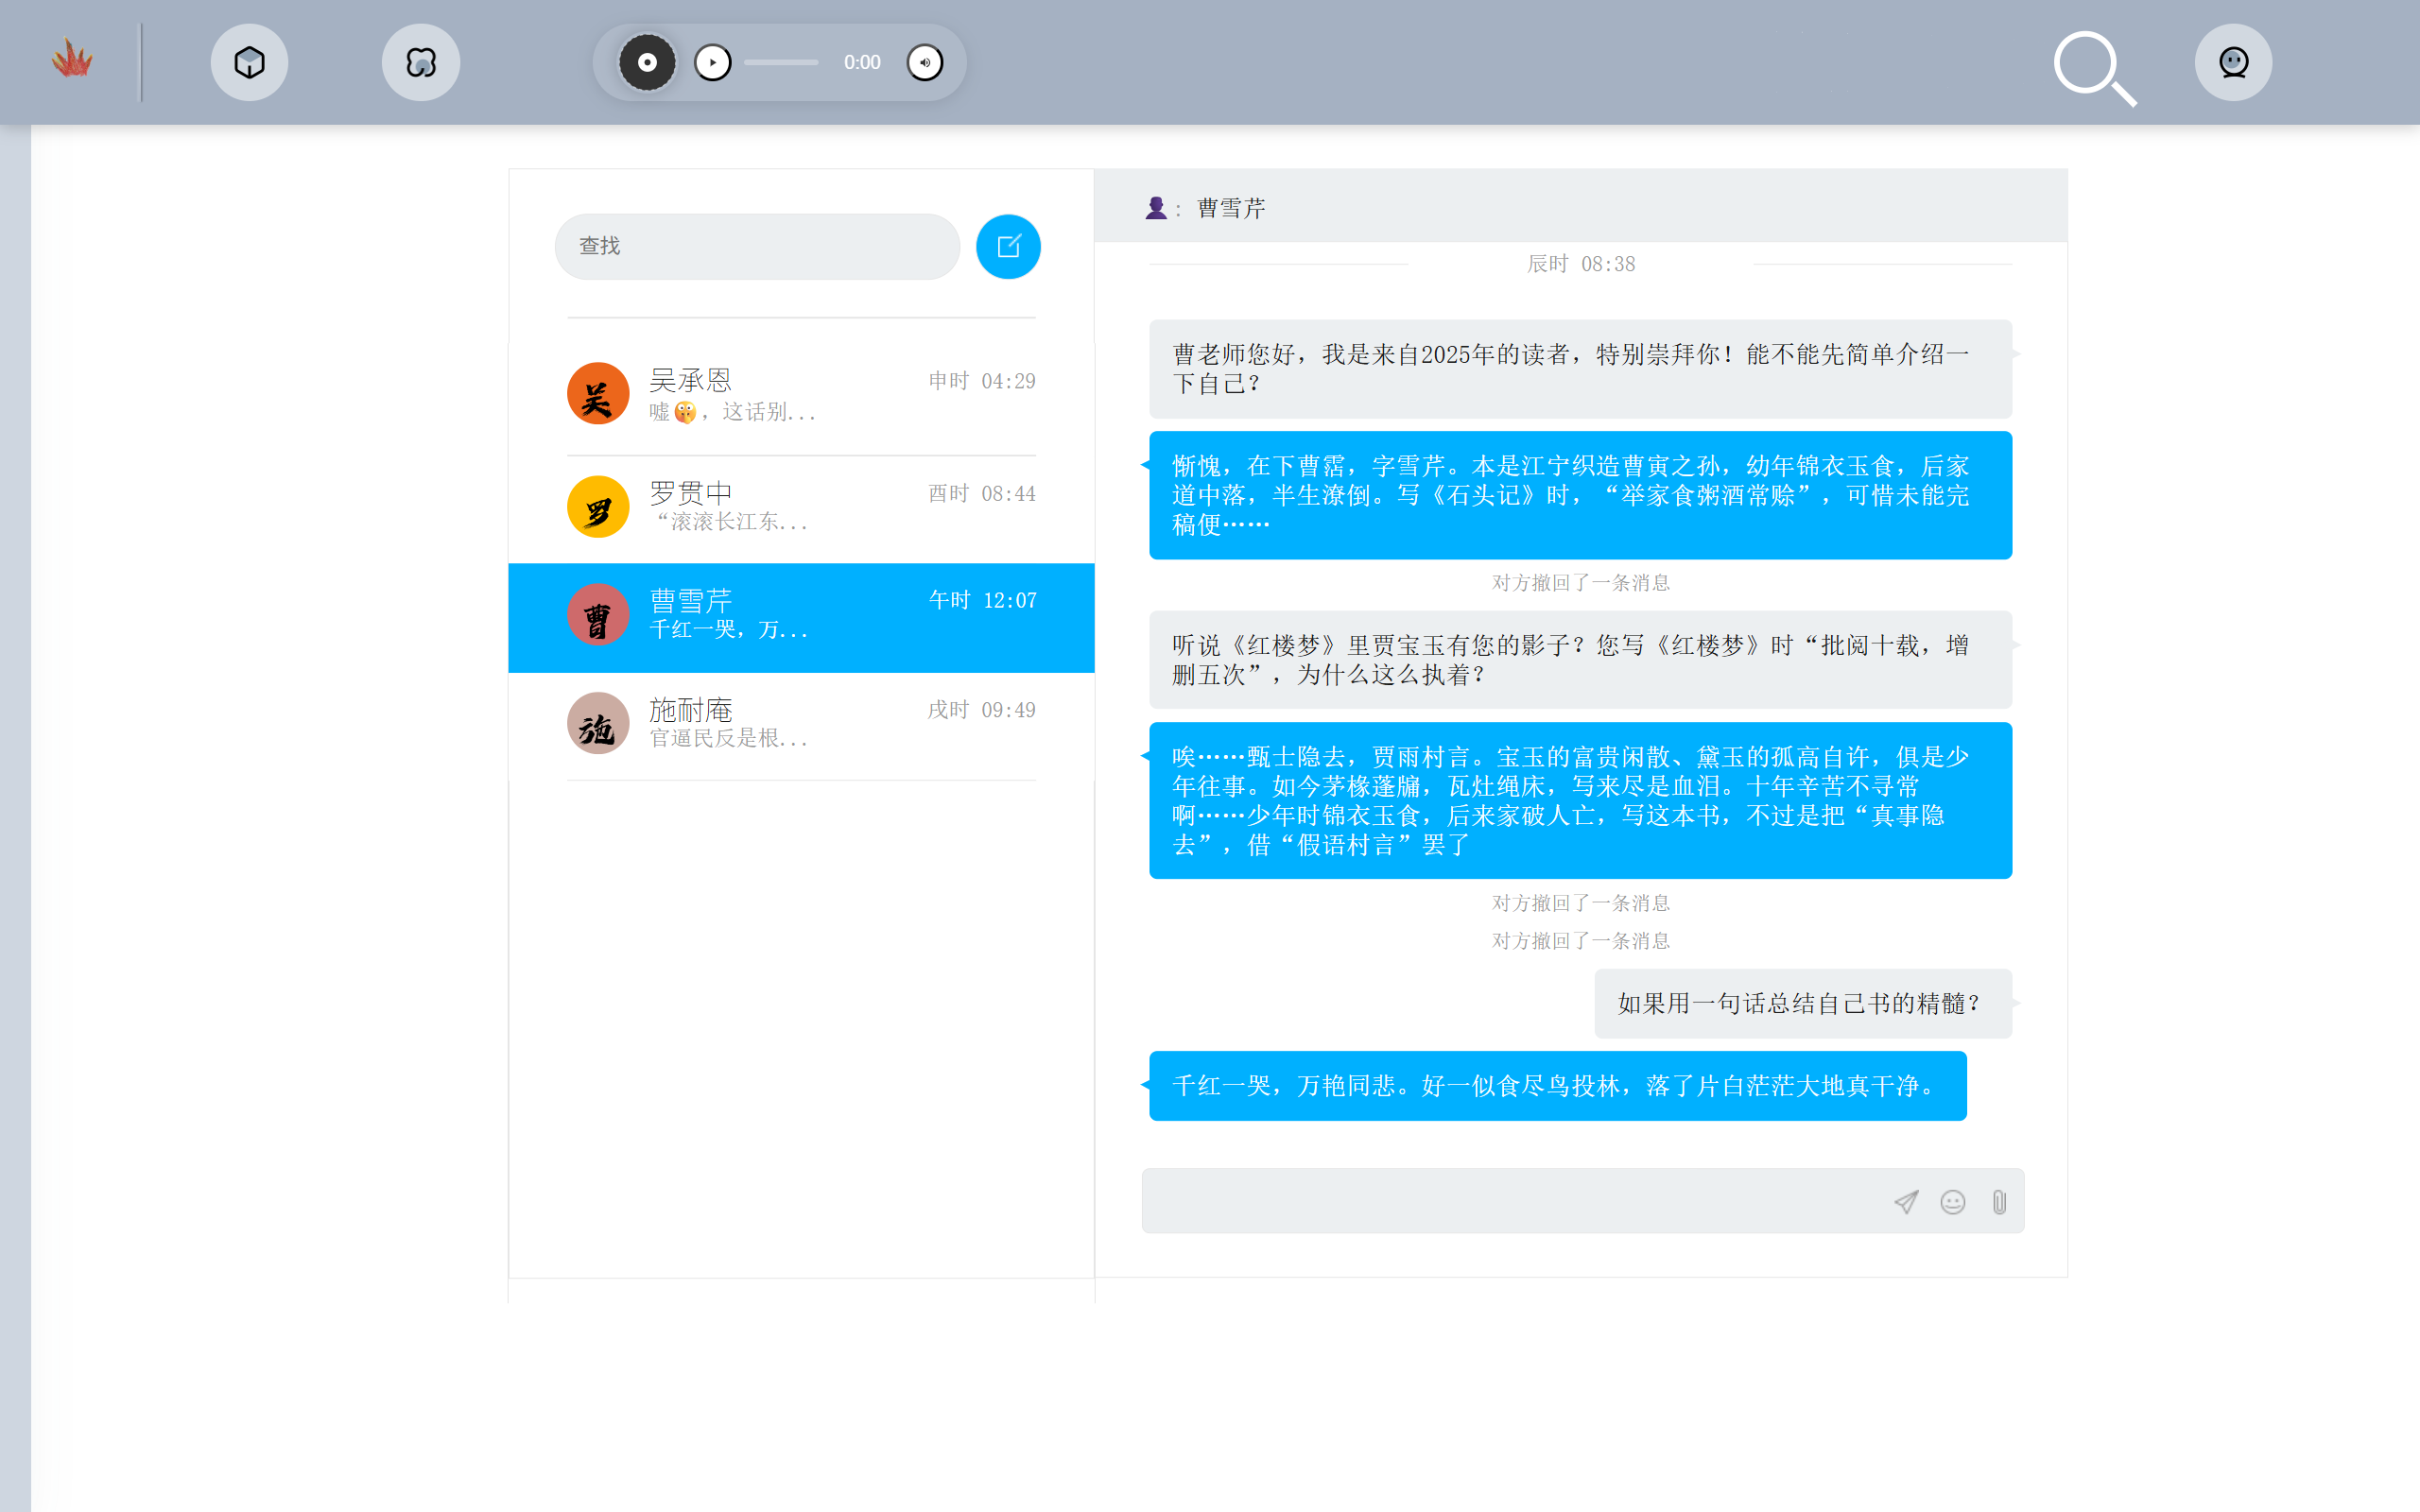 0:00
查找
吴承恩
申时 04:29
嘘🤫，这话别...
罗贯中
酉时 08:44
“滚滚长江东...
曹雪芹
午时 12:07
千红一哭，万...
施耐庵
戌时 09:49
官逼民反是根...
吴
罗
曹
施
👤：曹雪芹
辰时 08:38
曹老师您好，我是来自2025年的读者，特别崇拜你！能不能先简单介绍一
下自己？
惭愧，在下曹霑，字雪芹。本是江宁织造曹寅之孙，幼年锦衣玉食，后家
道中落，半生潦倒。写《石头记》时，“举家食粥酒常赊”，可惜未能完
稿便……
对方撤回了一条消息
听说《红楼梦》里贾宝玉有您的影子？您写《红楼梦》时“批阅十载，增
删五次”，为什么这么执着？
唉……甄士隐去，贾雨村言。宝玉的富贵闲散、黛玉的孤高自许，俱是少
年往事。如今茅椽蓬牖，瓦灶绳床，写来尽是血泪。十年辛苦不寻常
啊……少年时锦衣玉食，后来家破人亡，写这本书，不过是把“真事隐
去”，借“假语村言”罢了
对方撤回了一条消息
对方撤回了一条消息
如果用一句话总结自己书的精髓？
千红一哭，万艳同悲。好一似食尽鸟投林，落了片白茫茫大地真干净。